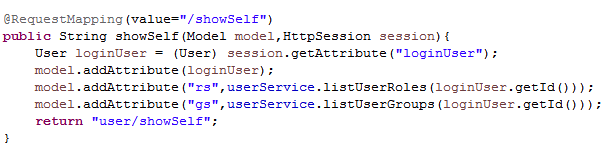 @RequestMapping(value="/showSelf")
public String showSelf(Model model,HttpSession session){
    User loginUser = (User) session.getAttribute("loginUser");
    model.addAttribute(loginUser);
    model.addAttribute("rs",userService.listUserRoles(loginUser.getId()));
    model.addAttribute("gs",userService.listUserGroups(loginUser.getId()));
    return "user/showSelf";
}